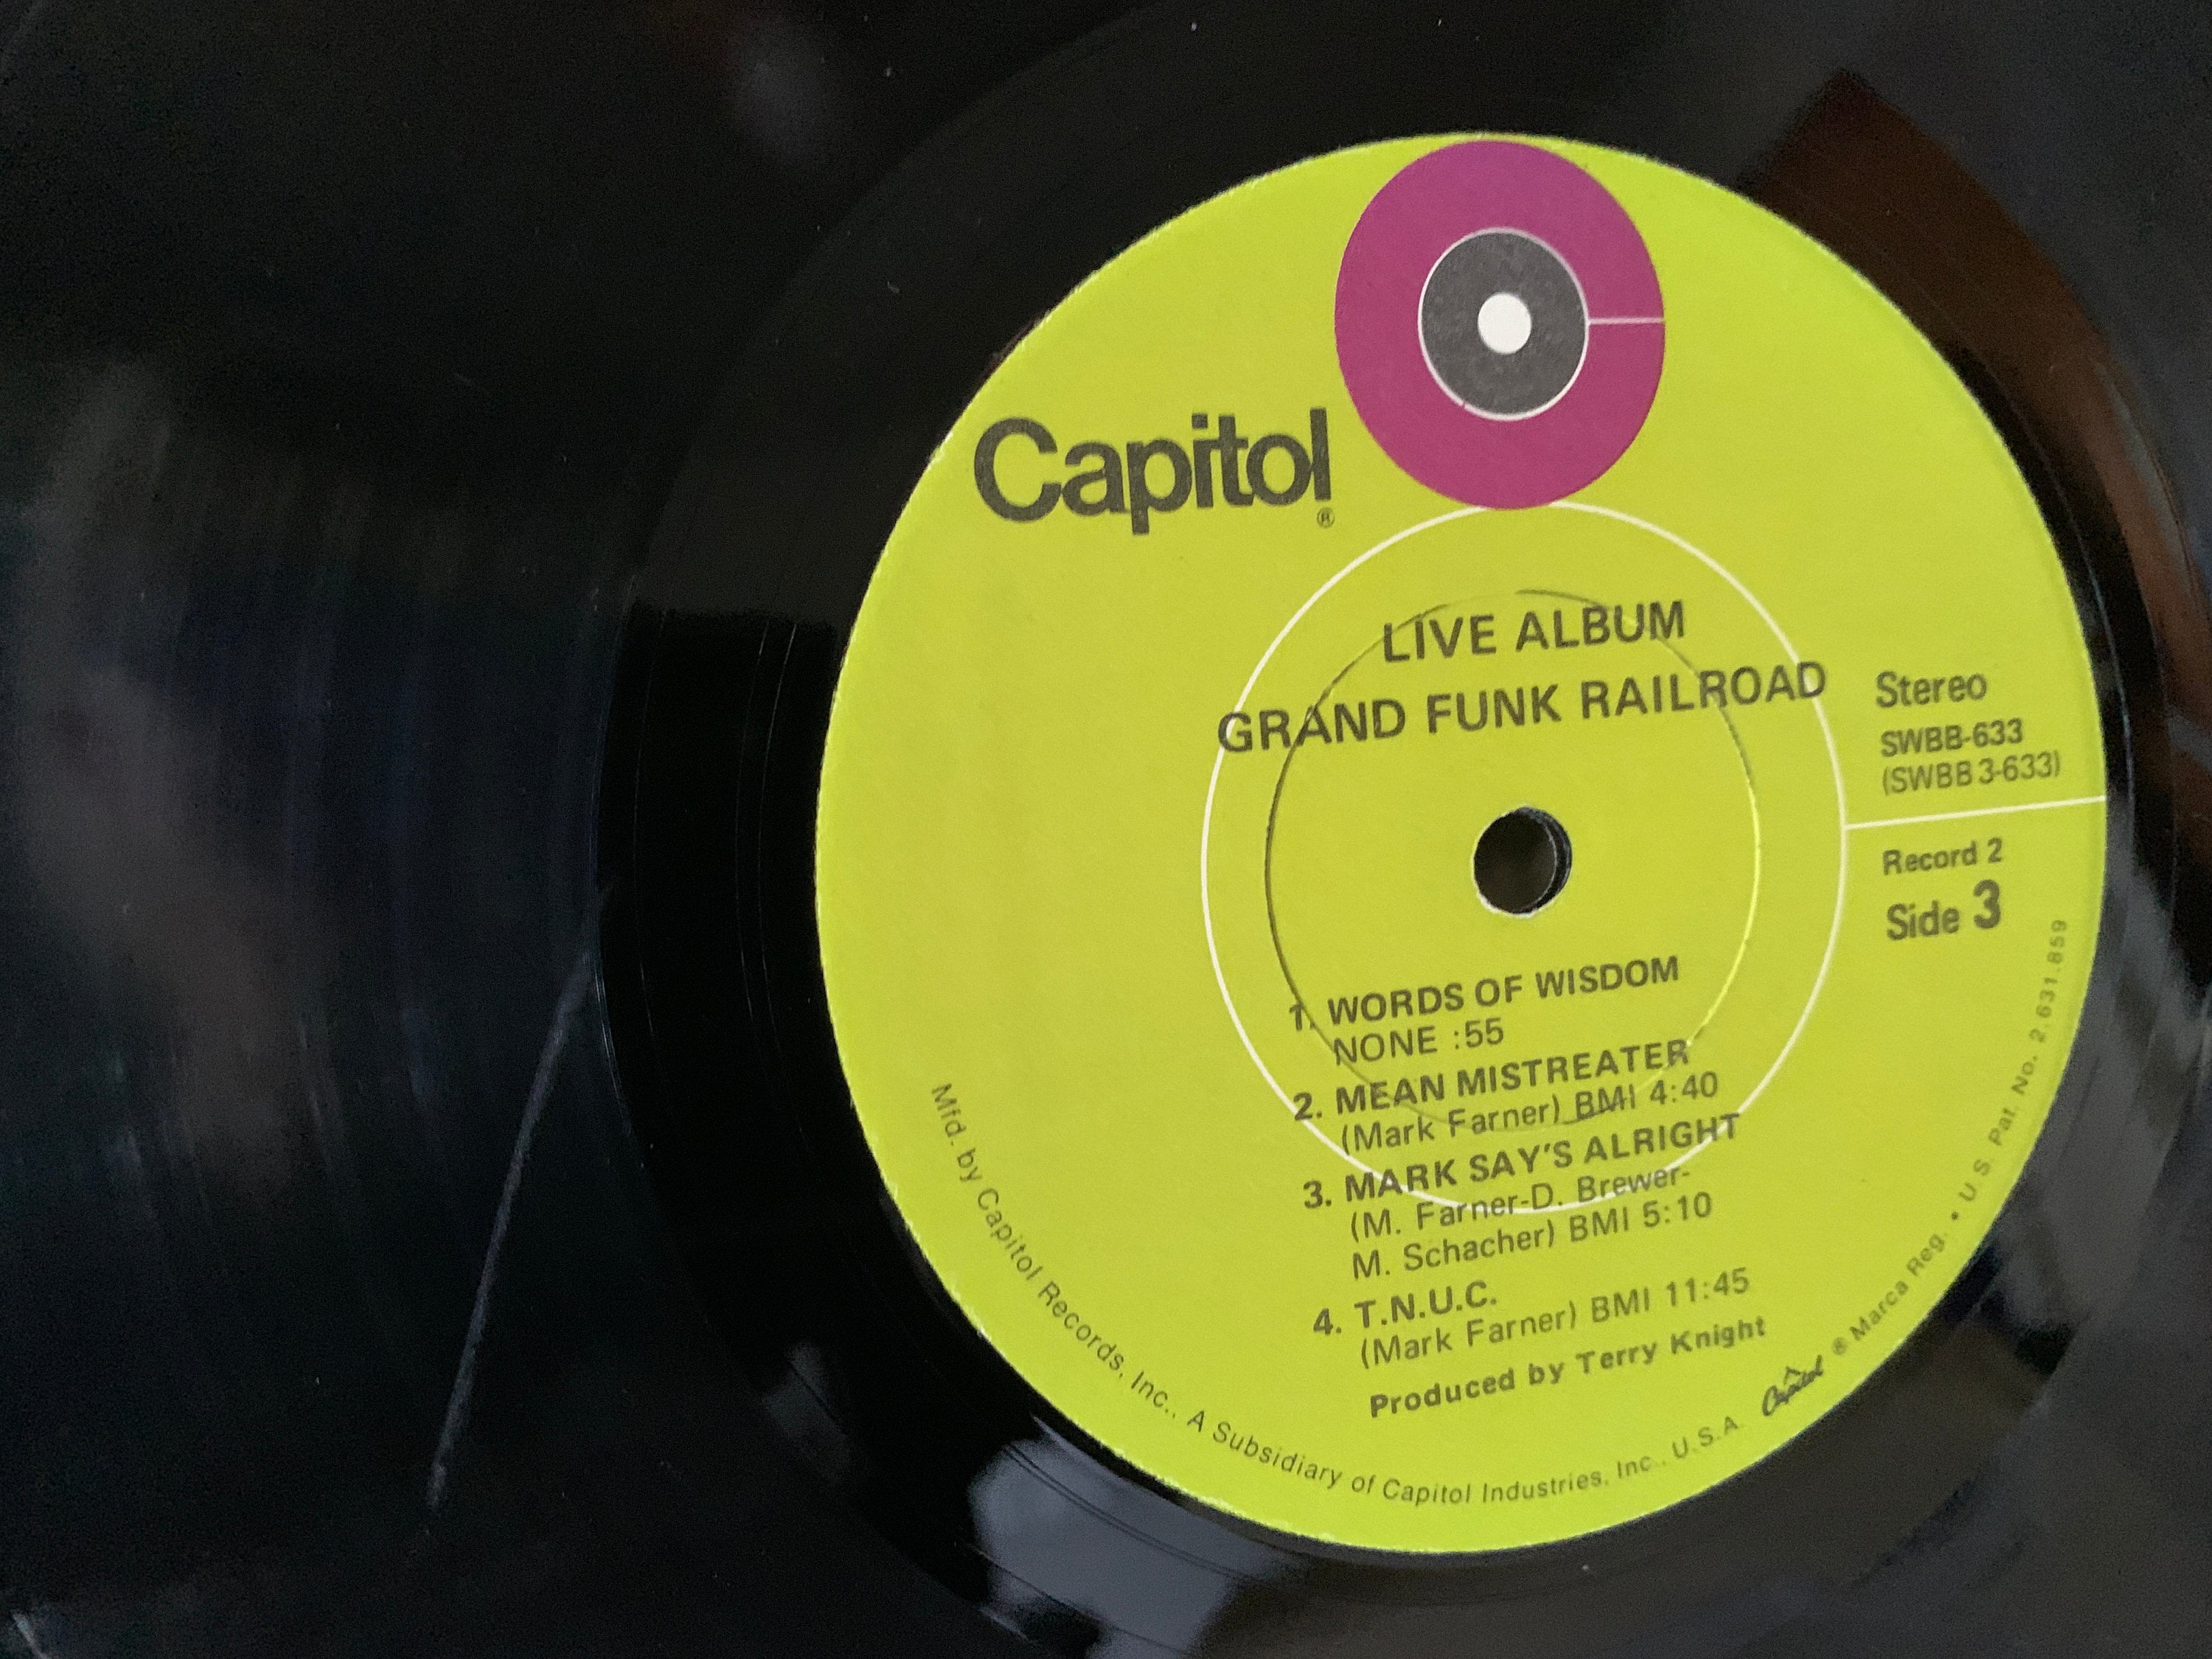 Capitol
®
LIVE ALBUM
GRAND FUNK RAILROAD
Stereo
SWBB-633
(SWBB 3-633)
Record 2
Side 3
1. WORDS OF WISDOM
NONE :55
2. MEAN MISTREATER
(Mark Farner) BMI 4:40
3. MARK SAY'S ALRIGHT
(M. Farner-D. Brewer-
M. Schacher) BMI 5:10
4. T.N.U.C.
(Mark Farner) BMI 11:45
Produced by Terry Knight
Mfd. by Capitol Records, Inc., A Subsidiary of Capitol Industries, Inc., U.S.A. Capitol ® Marca Reg. • U.S. Pat. No. 2,631,859